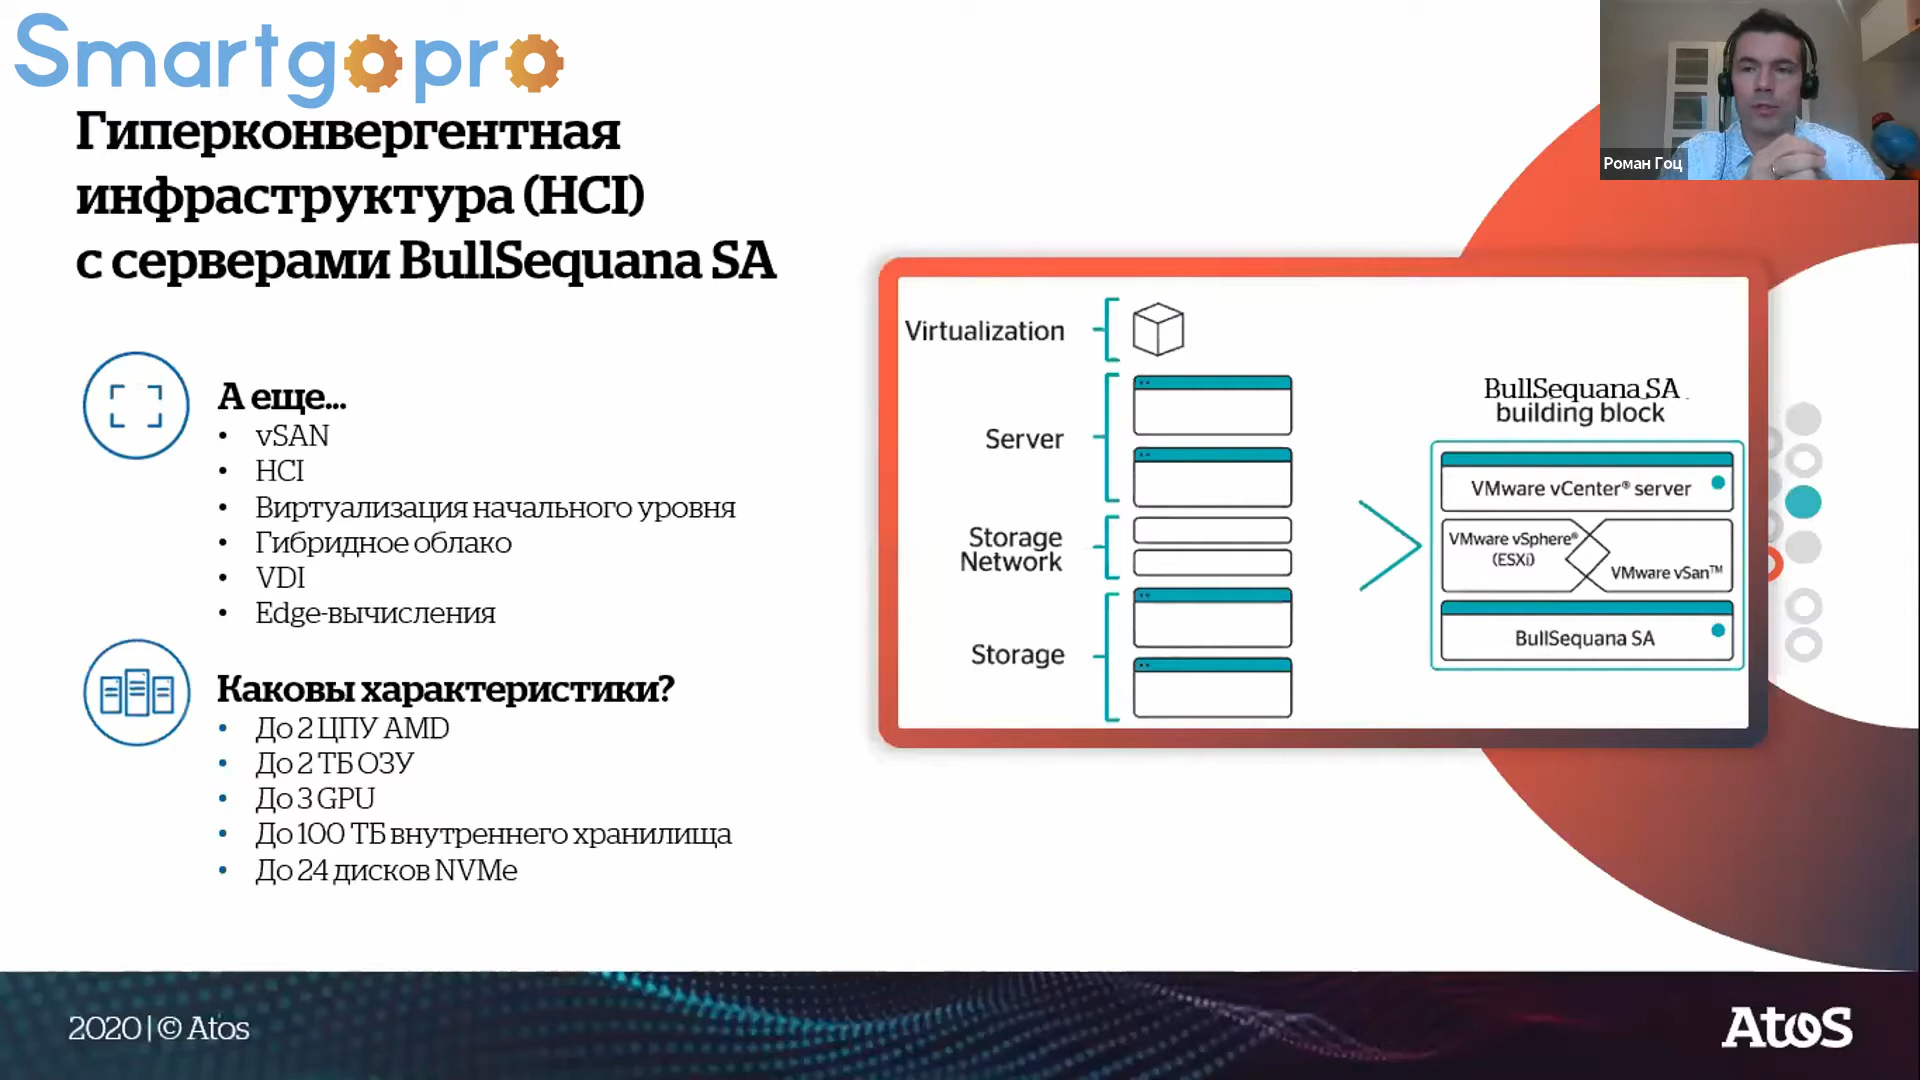 Smartgopro
Роман Гоц
Гиперконвергентная
инфраструктура (HCI)
с серверами BullSequana SA
А еще...
• vSAN
• HCI
• Виртуализация начального уровня
• Гибридное облако
• VDI
• Edge-вычисления
Каковы характеристики?
• До 2 ЦПУ AMD
• До 2 ТБ ОЗУ
• До 3 GPU
• До 100 ТБ внутреннего хранилища
• До 24 дисков NVMe
Virtualization
Server
Storage
Network
Storage
BullSequana SA
building block
VMware vCenter® server
VMware vSphere®
(ESXi)
VMware vSan™
BullSequana SA
2020 | © Atos
Atos